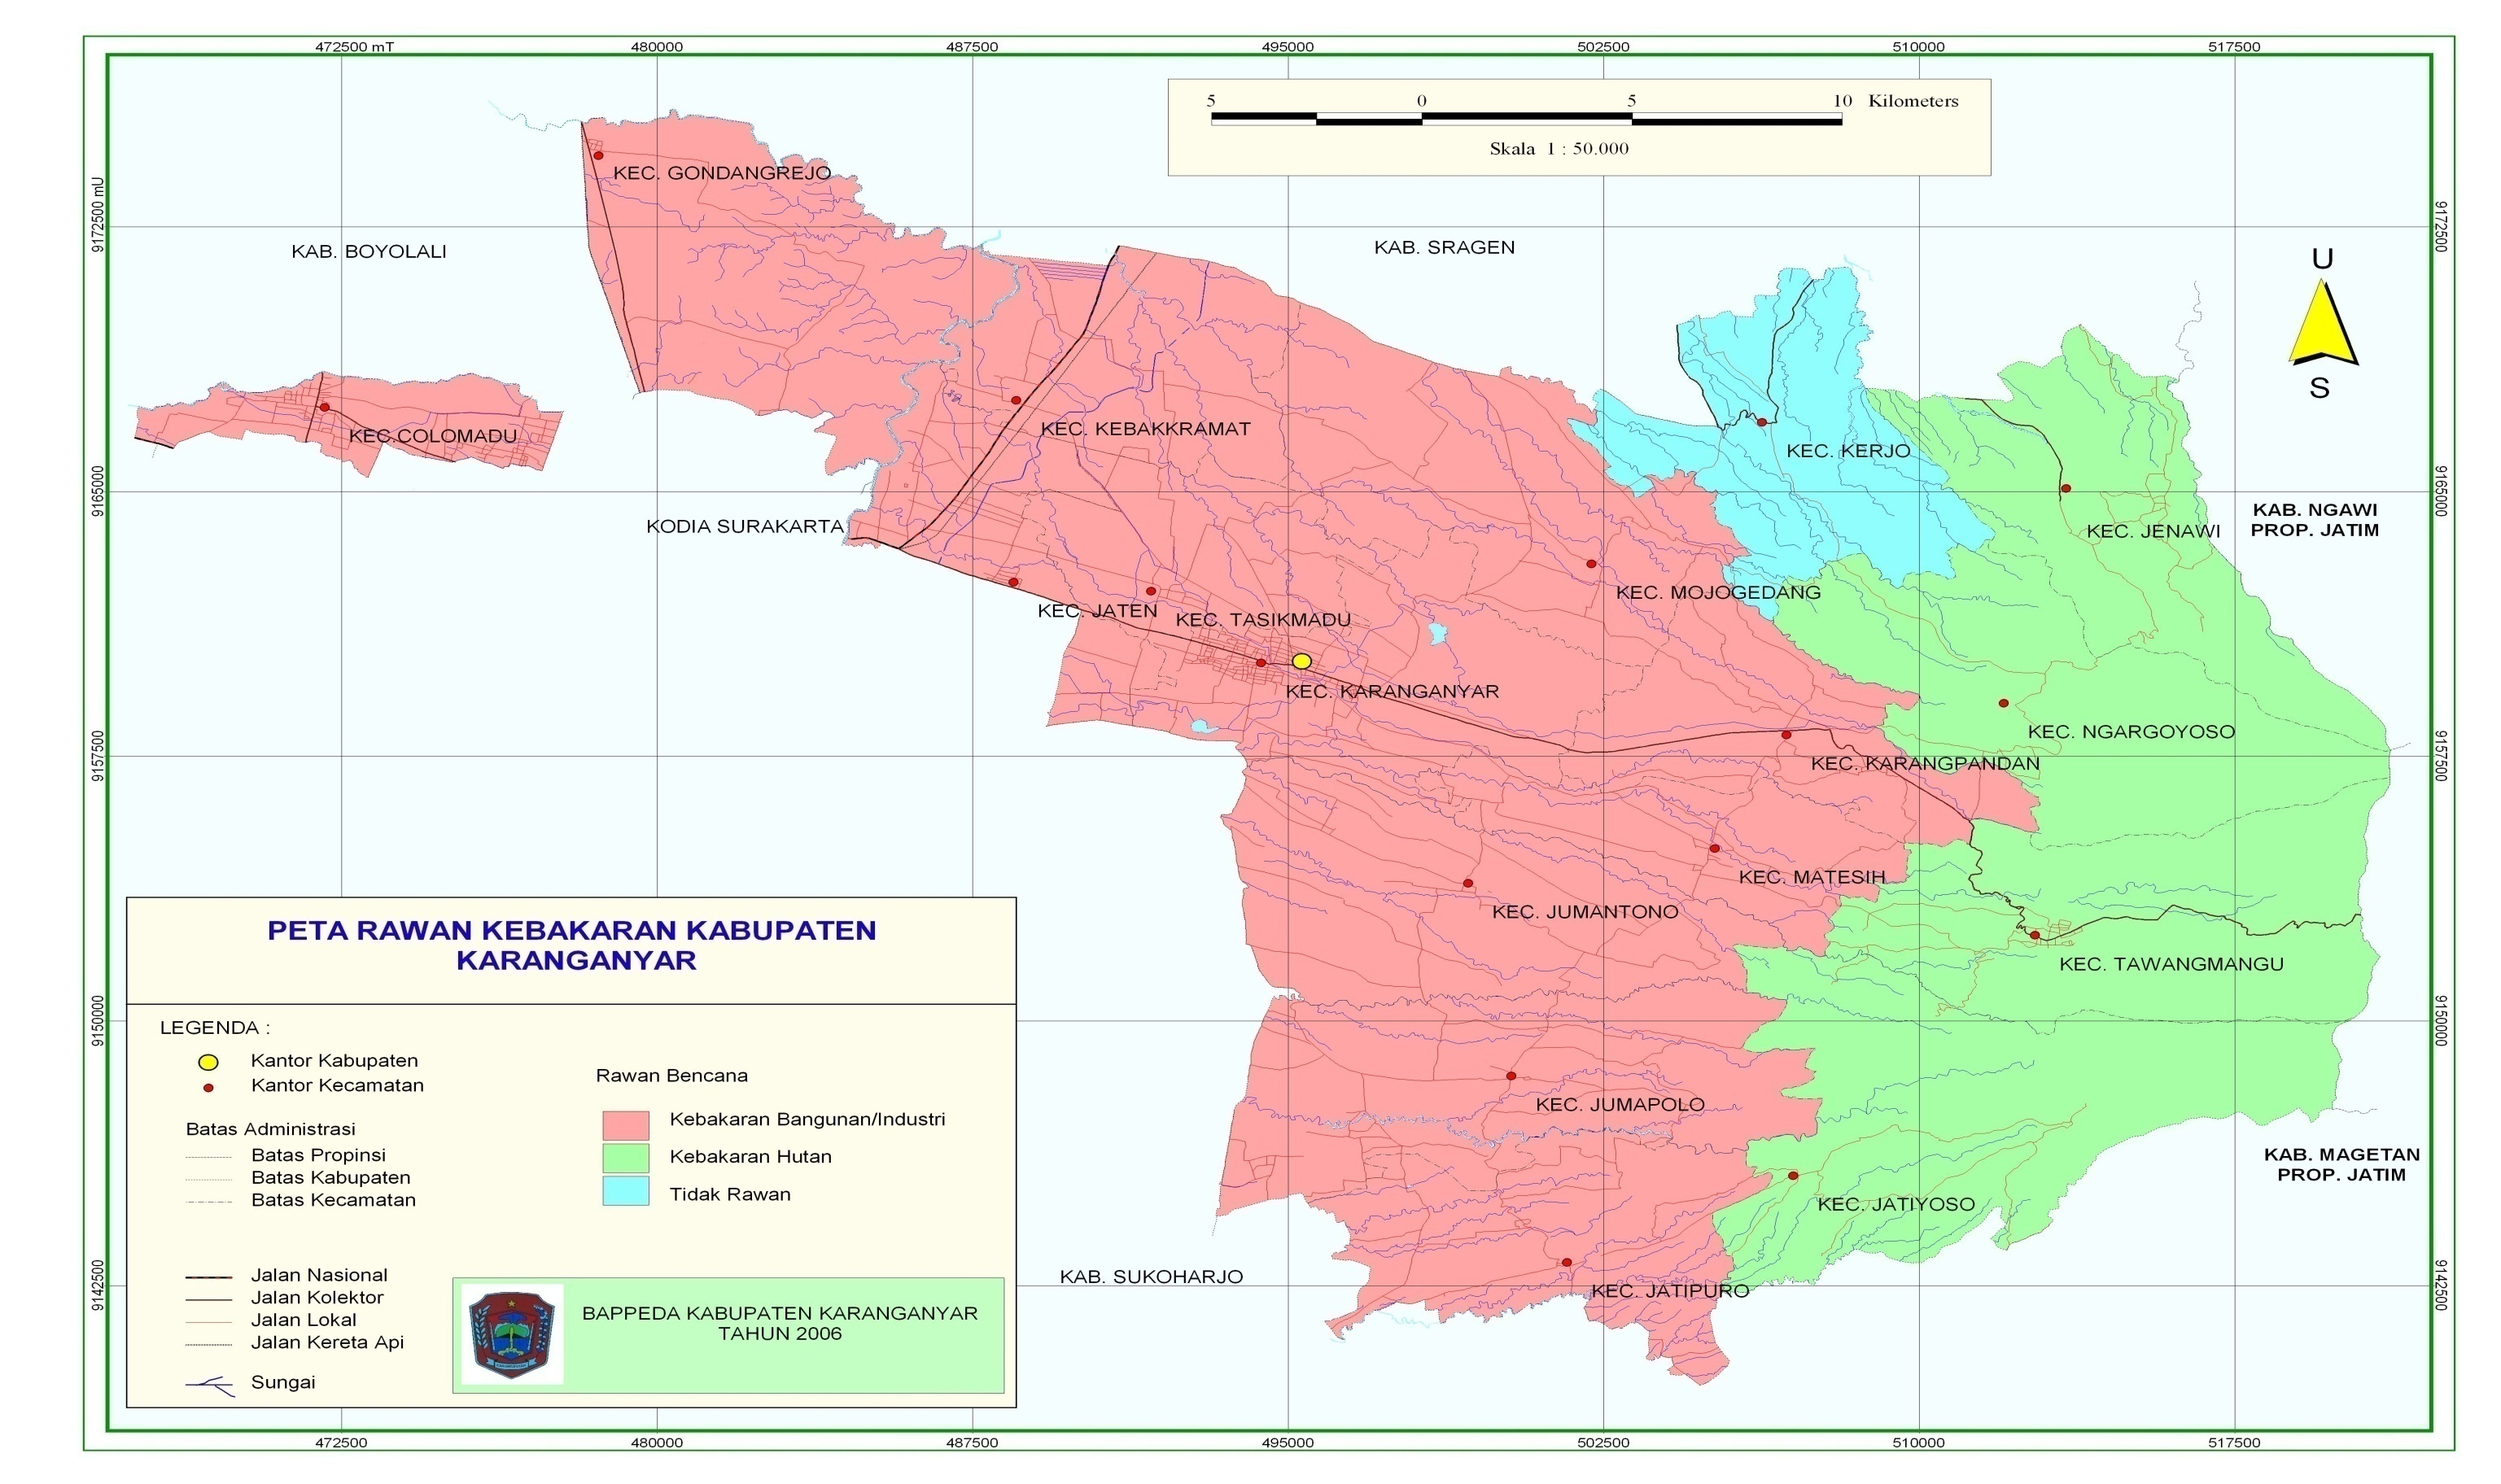 472500 mT
480000
487500
495000
502500
510000
517500
5
0
5
10
Kilometers
Skala 1 : 50.000
9172500 mU
9172500
KEC. GONDANGREJO
KAB. BOYOLALI
KAB. SRAGEN
U
S
KEC.COLOMADU
KEC. KEBAKKRAMAT
KEC. KERJO
9165000
9165000
KODIA SURAKARTA
KEC. JENAWI
KAB. NGAWI
PROP. JATIM
KEC. JATEN
KEC. TASIKMADU
KEC. MOJOGEDANG
KEC. KARANGANYAR
KEC. NGARGOYOSO
9157500
9157500
KEC. KARANGPANDAN
KEC. MATESIH
KEC. JUMANTONO
KEC. TAWANGMANGU
9150000
9150000
KEC. JUMAPOLO
KAB. MAGETAN
PROP. JATIM
KEC. JATIYOSO
KAB. SUKOHARJO
KEC. JATIPURO
9142500
9142500
PETA RAWAN KEBAKARAN KABUPATEN
KARANGANYAR
LEGENDA :
Kantor Kabupaten
Kantor Kecamatan
Batas Administrasi
Batas Propinsi
Batas Kabupaten
Batas Kecamatan
Jalan Nasional
Jalan Kolektor
Jalan Lokal
Jalan Kereta Api
Sungai
Rawan Bencana
Kebakaran Bangunan/Industri
Kebakaran Hutan
Tidak Rawan
BAPPEDA KABUPATEN KARANGANYAR
TAHUN 2006
472500
480000
487500
495000
502500
510000
517500